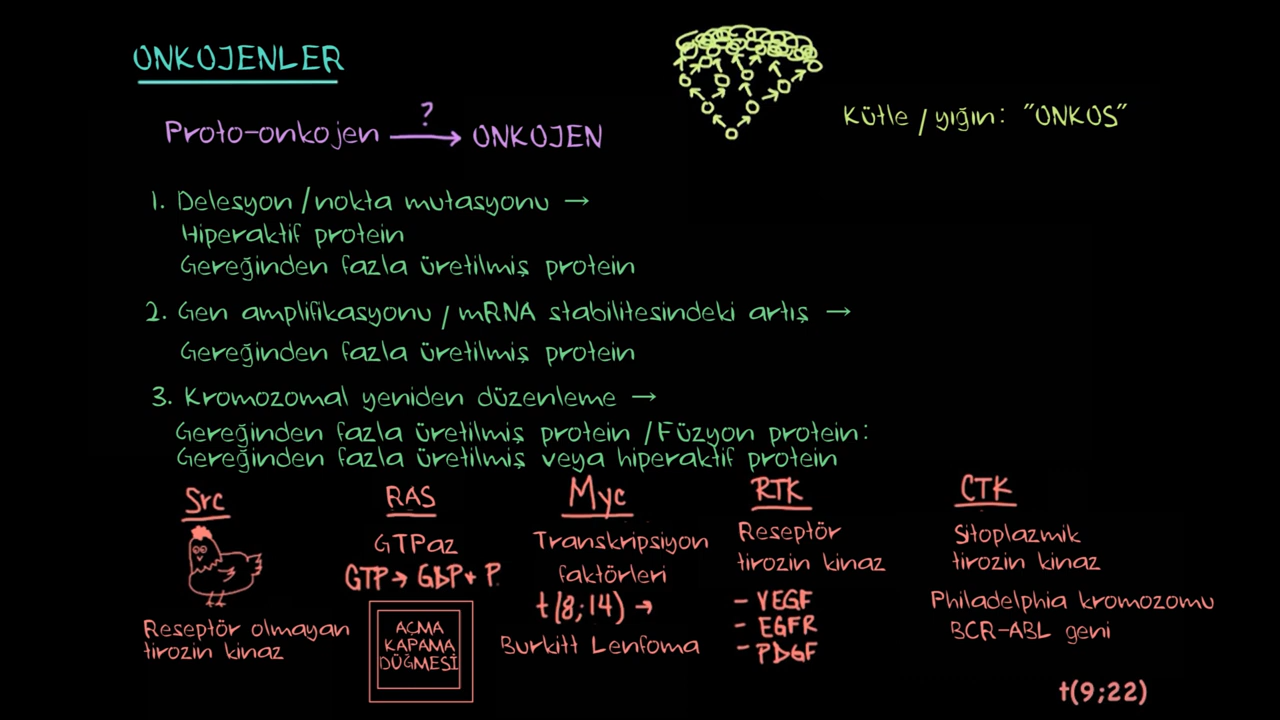 ONKOJENLER
Proto-onkojen ? → ONKOJEN
Kütle / yığın: "ONKOS"
1. Delesyon / nokta mutasyonu →
Hiperaktif protein
Gereğinden fazla üretilmiş protein
2. Gen amplifikasyonu / mRNA stabilitesindeki artış →
Gereğinden fazla üretilmiş protein
3. Kromozomal yeniden düzenleme →
Gereğinden fazla üretilmiş protein / Füzyon protein:
Gereğinden fazla üretilmiş veya hiperaktif protein
Src
Reseptör olmayan
tirozin kinaz
RAS
GTPaz
GTP → GDP + P
AÇMA
KAPAMA
DÜĞMESİ
Myc
Transkripsiyon
faktörleri
t(8;14) →
Burkitt Lenfoma
RTK
Reseptör
tirozin kinaz
- VEGF
- EGFR
- PDGF
CTK
Sitoplazmik
tirozin kinaz
Philadelphia kromozomu
BCR-ABL geni
t(9;22)